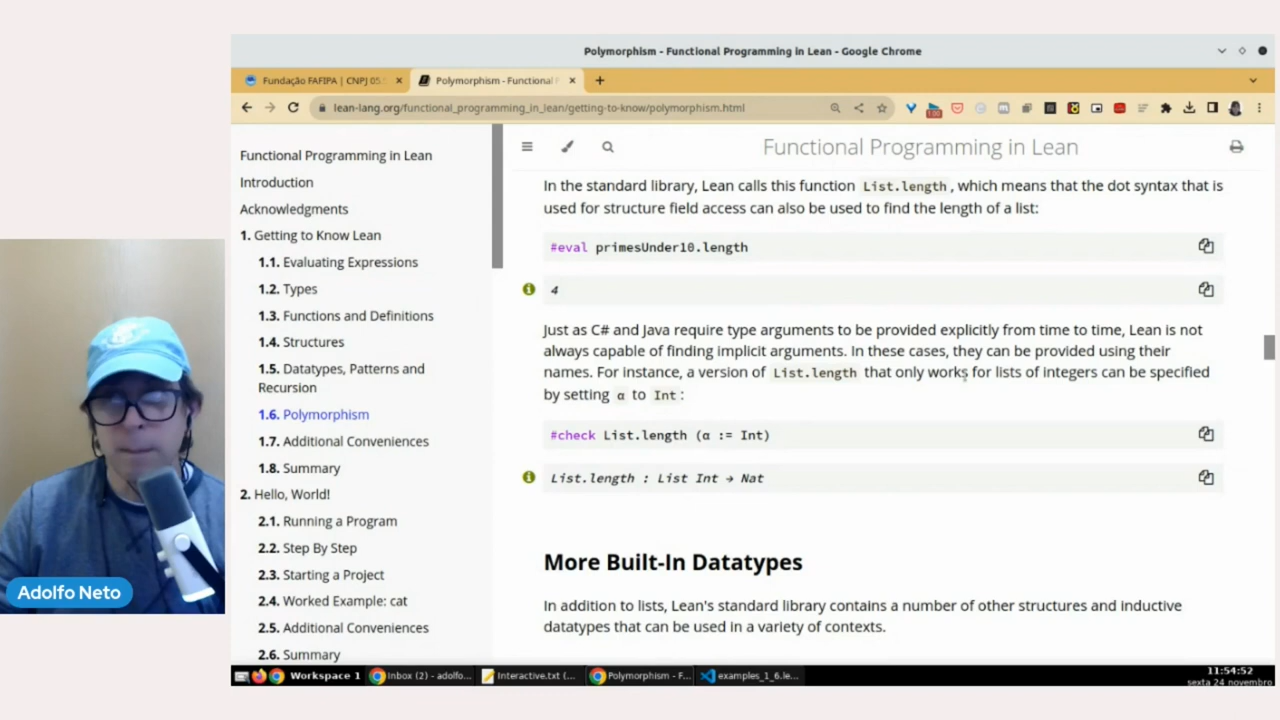 Polymorphism - Functional Programming in Lean - Google Chrome
Fundação FAFIPA | CNPJ 05
Polymorphism - Functional
lean-lang.org/functional_programming_in_lean/getting-to-know/polymorphism.html
Functional Programming in Lean
Introduction
Acknowledgments
1. Getting to Know Lean
1.1. Evaluating Expressions
1.2. Types
1.3. Functions and Definitions
1.4. Structures
1.5. Datatypes, Patterns and
Recursion
1.6. Polymorphism
1.7. Additional Conveniences
1.8. Summary
2. Hello, World!
2.1. Running a Program
2.2. Step By Step
2.3. Starting a Project
2.4. Worked Example: cat
2.5. Additional Conveniences
2.6. Summary
Functional Programming in Lean
In the standard library, Lean calls this function List.length, which means that the dot syntax that is
used for structure field access can also be used to find the length of a list:
#eval primesUnder10.length
4
Just as C# and Java require type arguments to be provided explicitly from time to time, Lean is not
always capable of finding implicit arguments. In these cases, they can be provided using their
names. For instance, a version of List.length that only works for lists of integers can be specified
by setting α to Int:
#check List.length (α := Int)
List.length : List Int → Nat
More Built-In Datatypes
In addition to lists, Lean's standard library contains a number of other structures and inductive
datatypes that can be used in a variety of contexts.
Adolfo Neto
Workspace 1
Inbox (2) - adolfo...
Interactive.txt (...
Polymorphism - F...
examples_1_6.le...
11:54:52
sexta 24 novembro